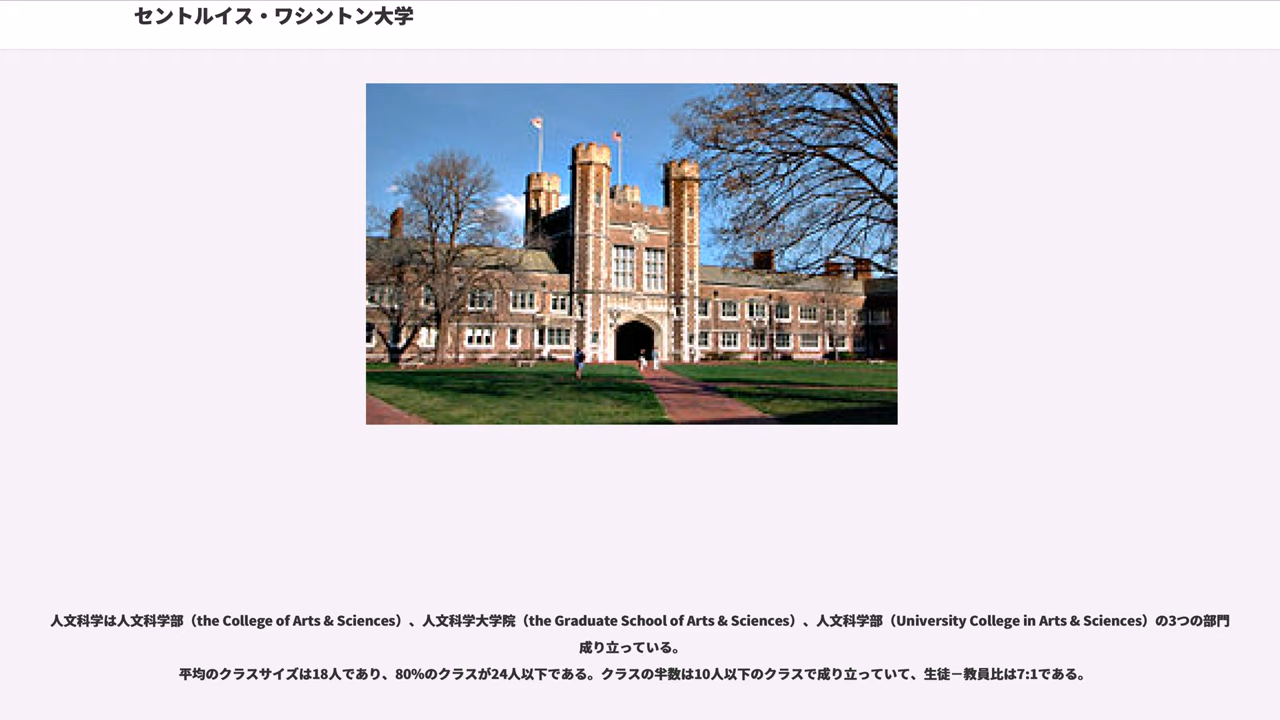 セントルイス・ワシントン大学
人文科学は人文科学部（the College of Arts & Sciences）、人文科学大学院（the Graduate School of Arts & Sciences）、人文科学部（University College in Arts & Sciences）の3つの部門
成り立っている。
平均のクラスサイズは18人であり、80%のクラスが24人以下である。クラスの半数は10人以下のクラスで成り立っていて、生徒－教員比は7:1である。